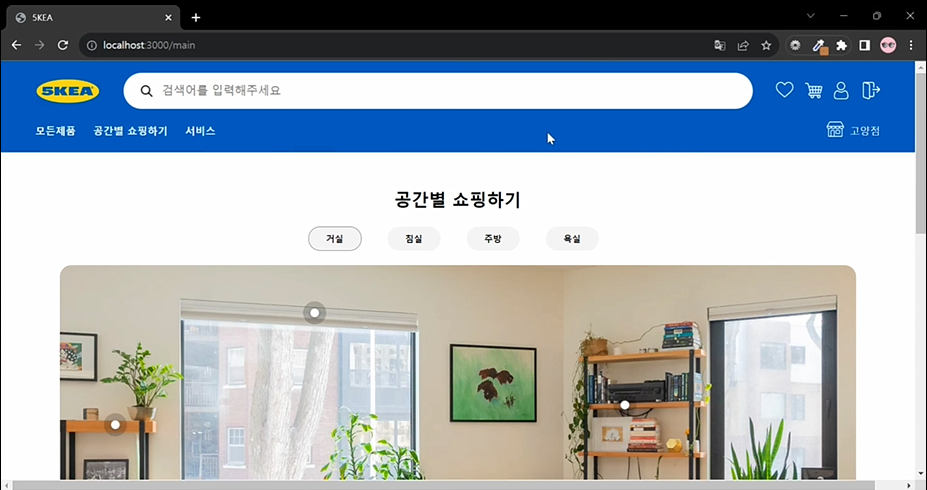 5KEA
localhost:3000/main
5KEA
검색어를 입력해주세요
모든제품 공간별 쇼핑하기 서비스
고양점
공간별 쇼핑하기
거실 침실 주방 욕실